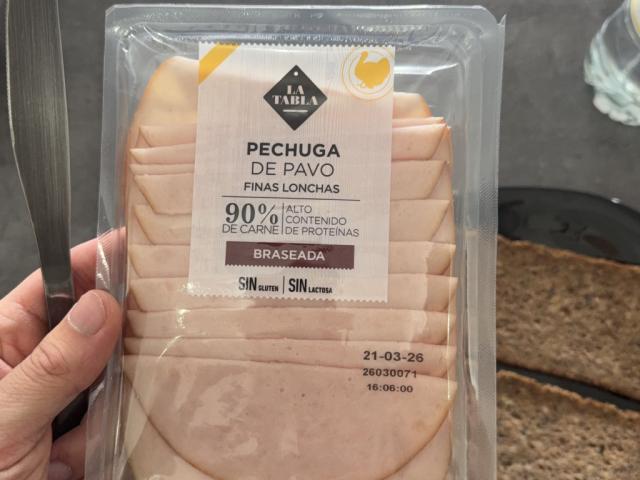 LA
TABLA
PECHUGA
DE PAVO
FINAS LONCHAS
90%
DE CARNE
ALTO
CONTENIDO
DE PROTEÍNAS
BRASEADA
SIN GLUTEN | SIN LACTOSA
21-03-26
26030071
16:06:00